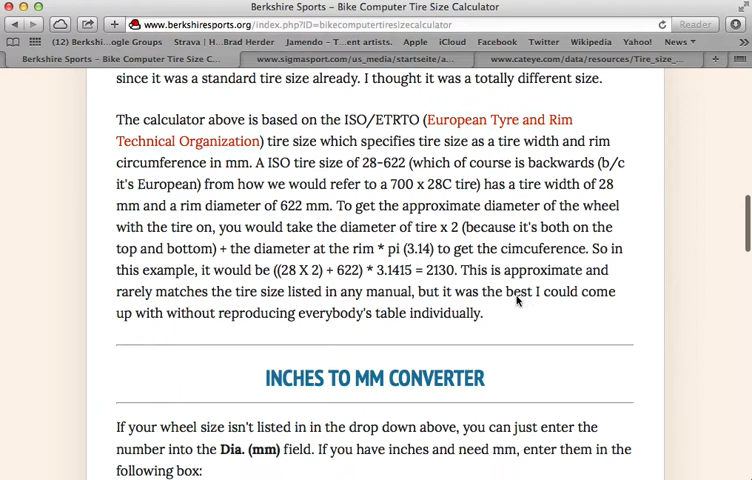 Berkshire Sports – Bike Computer Tire Size Calculator
www.berkshiresports.org/index.php?ID=bikecomputertiresizecalculator
Reader
(12) Berkshi...ogle Groups Strava | H...Brad Herder Jamendo – T...ent artists. Apple iCloud Facebook Twitter Wikipedia Yahoo! News
Berkshire Sports – Bike Computer Tire Size C... www.sigmasport.com/us_media/startseite/a... www.cateye.com/data/resources/Tire_size_...
since it was a standard tire size already. I thought it was a totally different size.
The calculator above is based on the ISO/ETRTO (European Tyre and Rim
Technical Organization) tire size which specifies tire size as a tire width and rim
circumference in mm. A ISO tire size of 28-622 (which of course is backwards (b/c
it's European) from how we would refer to a 700 x 28C tire) has a tire width of 28
mm and a rim diameter of 622 mm. To get the approximate diameter of the wheel
with the tire on, you would take the diameter of tire x 2 (because it's both on the
top and bottom) + the diameter at the rim * pi (3.14) to get the cimcuference. So in
this example, it would be ((28 X 2) + 622) * 3.1415 = 2130. This is approximate and
rarely matches the tire size listed in any manual, but it was the best I could come
up with without reproducing everybody's table individually.
INCHES TO MM CONVERTER
If your wheel size isn't listed in in the drop down above, you can just enter the
number into the Dia. (mm) field. If you have inches and need mm, enter them in the
following box: